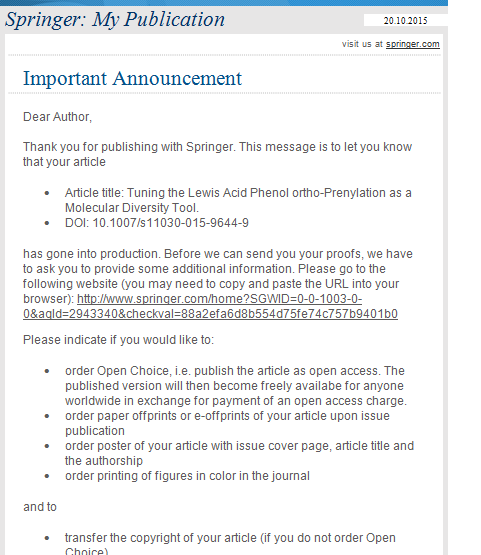 Springer: My Publication
20.10.2015
visit us at springer.com
Important Announcement
Dear Author,
Thank you for publishing with Springer. This message is to let you know
that your article
• Article title: Tuning the Lewis Acid Phenol ortho-Prenylation as a
Molecular Diversity Tool.
• DOI: 10.1007/s11030-015-9644-9
has gone into production. Before we can send you your proofs, we have
to ask you to provide some additional information. Please go to the
following website (you may need to copy and paste the URL into your
browser): http://www.springer.com/home?SGWID=0-0-1003-0-
0&aqId=2943340&checkval=88a2efa6d8b554d75fe74c757b9401b0
Please indicate if you would like to:
• order Open Choice, i.e. publish the article as open access. The
published version will then become freely availabe for anyone
worldwide in exchange for payment of an open access charge.
• order paper offprints or e-offprints of your article upon issue
publication
• order poster of your article with issue cover page, article title and
the authorship
• order printing of figures in color in the journal
and to
• transfer the copyright of your article (if you do not order Open
Choice)